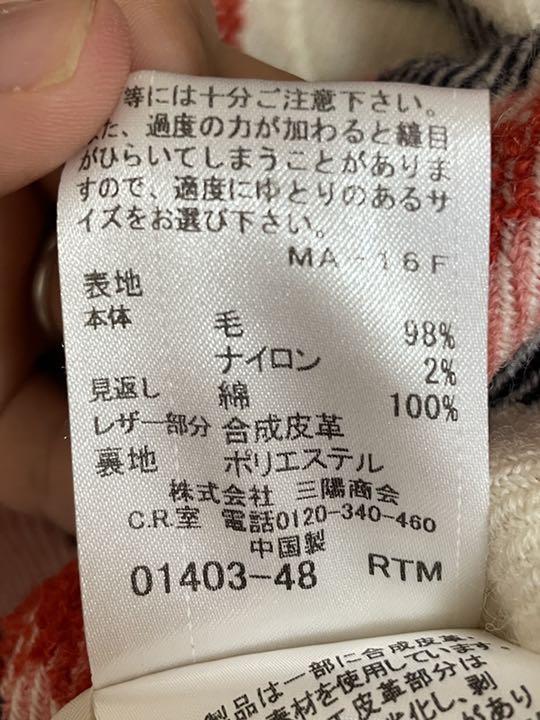 等には十分ご注意下さい。
た、過度の力が加わると縫目
がひらいてしまうことがありま
すので、適度にゆとりのあるサ
イズをお選び下さい。
MA-16F
表地
本体 毛 98%
ナイロン 2%
見返し 綿 100%
レザー部分 合成皮革
裏地 ポリエステル
株式会社 三陽商会
C.R.室 電話0120-340-460
中国製
01403-48 RTM
製品は一部に合成皮革、
素材を使用しています。
皮革部分は
化し、剥
があり